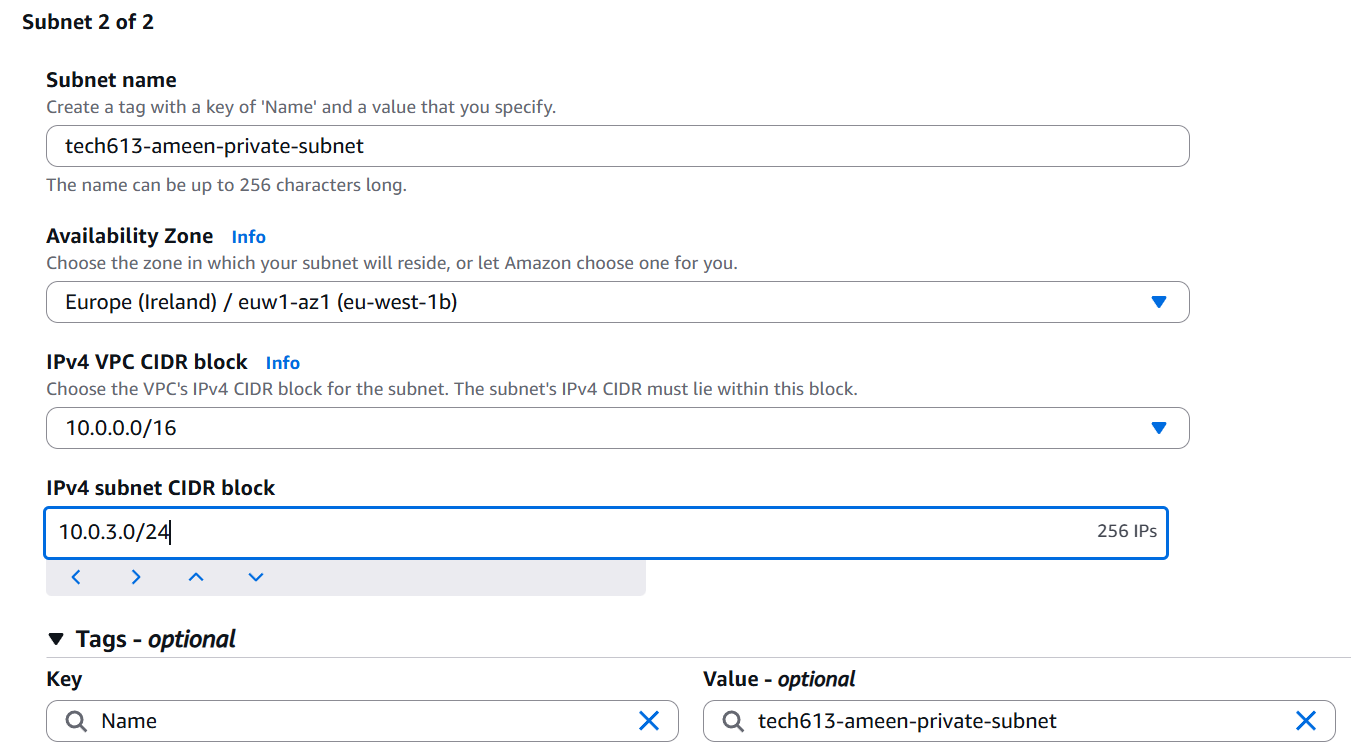 Subnet 2 of 2
Subnet name
Create a tag with a key of 'Name' and a value that you specify.
tech613-ameen-private-subnet
The name can be up to 256 characters long.
Availability Zone Info
Choose the zone in which your subnet will reside, or let Amazon choose one for you.
Europe (Ireland) / euw1-az1 (eu-west-1b)
IPv4 VPC CIDR block Info
Choose the VPC's IPv4 CIDR block for the subnet. The subnet's IPv4 CIDR must lie within this block.
10.0.0.0/16
IPv4 subnet CIDR block
10.0.3.0/24 256 IPs
Tags - optional
Key Value - optional
Name tech613-ameen-private-subnet